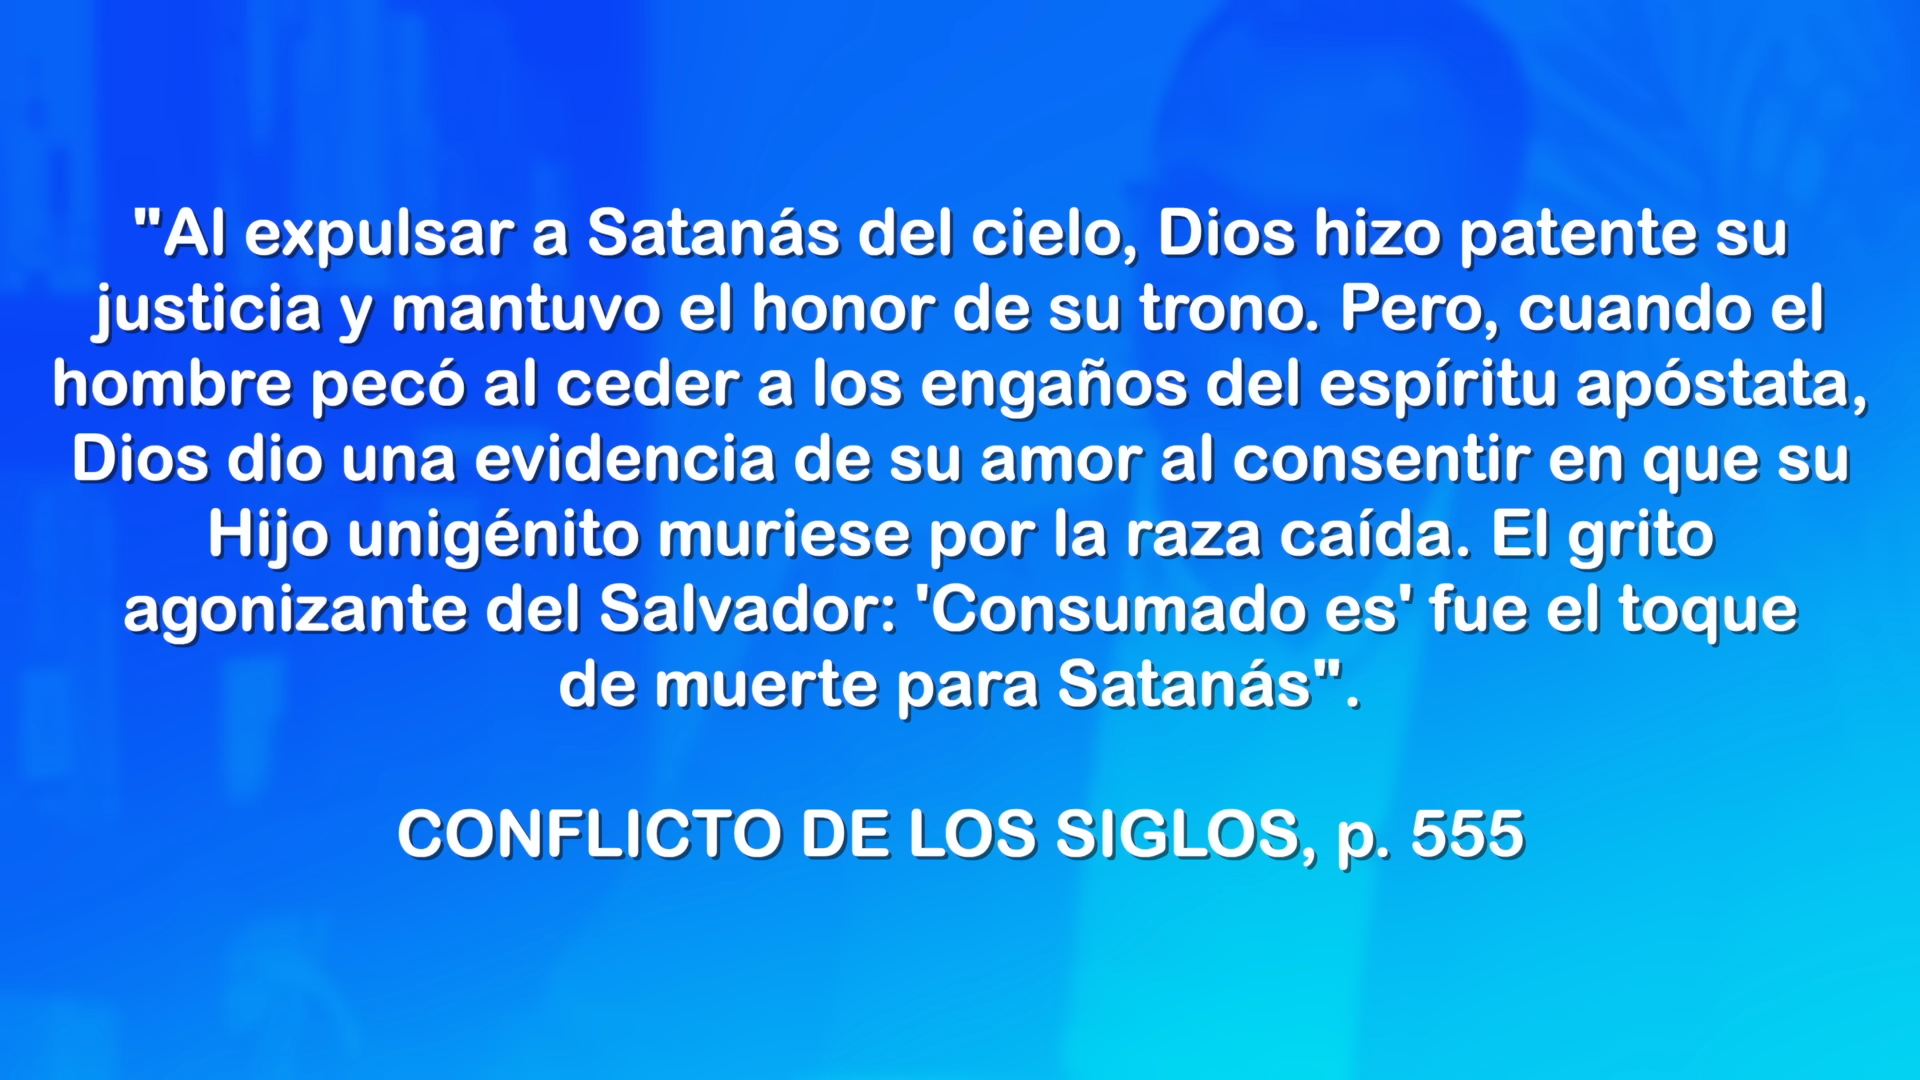 "Al expulsar a Satanás del cielo, Dios hizo patente su
justicia y mantuvo el honor de su trono. Pero, cuando el
hombre pecó al ceder a los engaños del espíritu apóstata,
Dios dio una evidencia de su amor al consentir en que su
Hijo unigénito muriese por la raza caída. El grito
agonizante del Salvador: 'Consumado es' fue el toque
de muerte para Satanás".
CONFLICTO DE LOS SIGLOS, p. 555